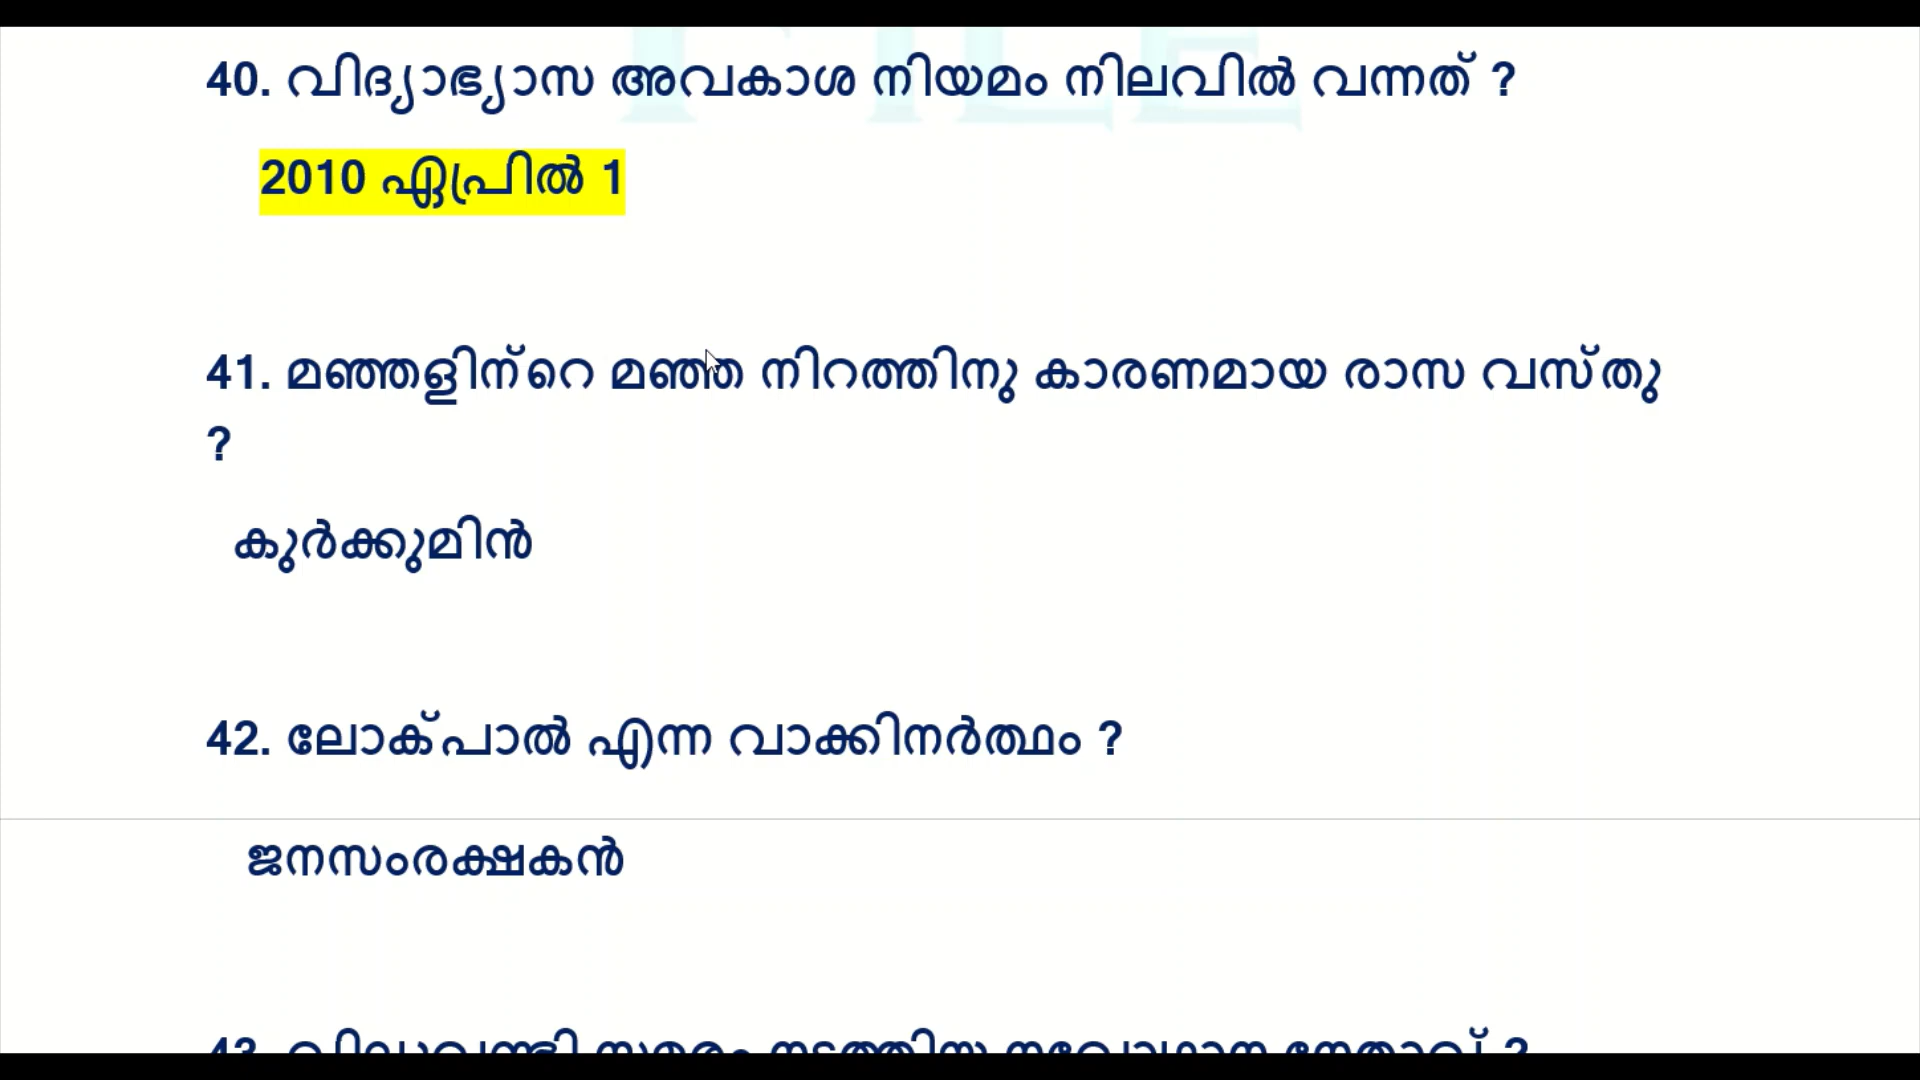 FILE
40. വിദ്യാഭ്യാസ അവകാശ നിയമം നിലവിൽ വന്നത് ?
2010 ഏപ്രിൽ 1
41. മഞ്ഞളിന്റെ മഞ്ഞ നിറത്തിനു കാരണമായ രാസ വസ്തു
?
കുർക്കുമിൻ
42. ലോക്പാൽ എന്ന വാക്കിനർത്ഥം ?
ജനസംരക്ഷകൻ